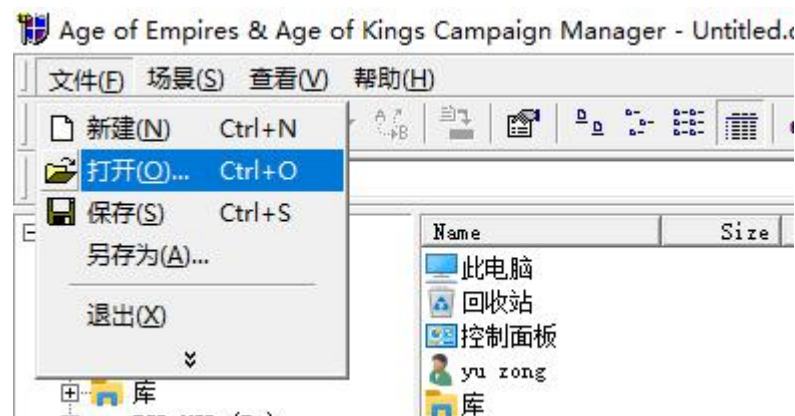 Age of Empires & Age of Kings Campaign Manager - Untitled.
文件(F) 场景(S) 查看(V) 帮助(H)
新建(N) Ctrl+N
打开(O)... Ctrl+O
保存(S) Ctrl+S
另存为(A)...
退出(X)
Name Size
此电脑
回收站
控制面板
yu zong
库
库